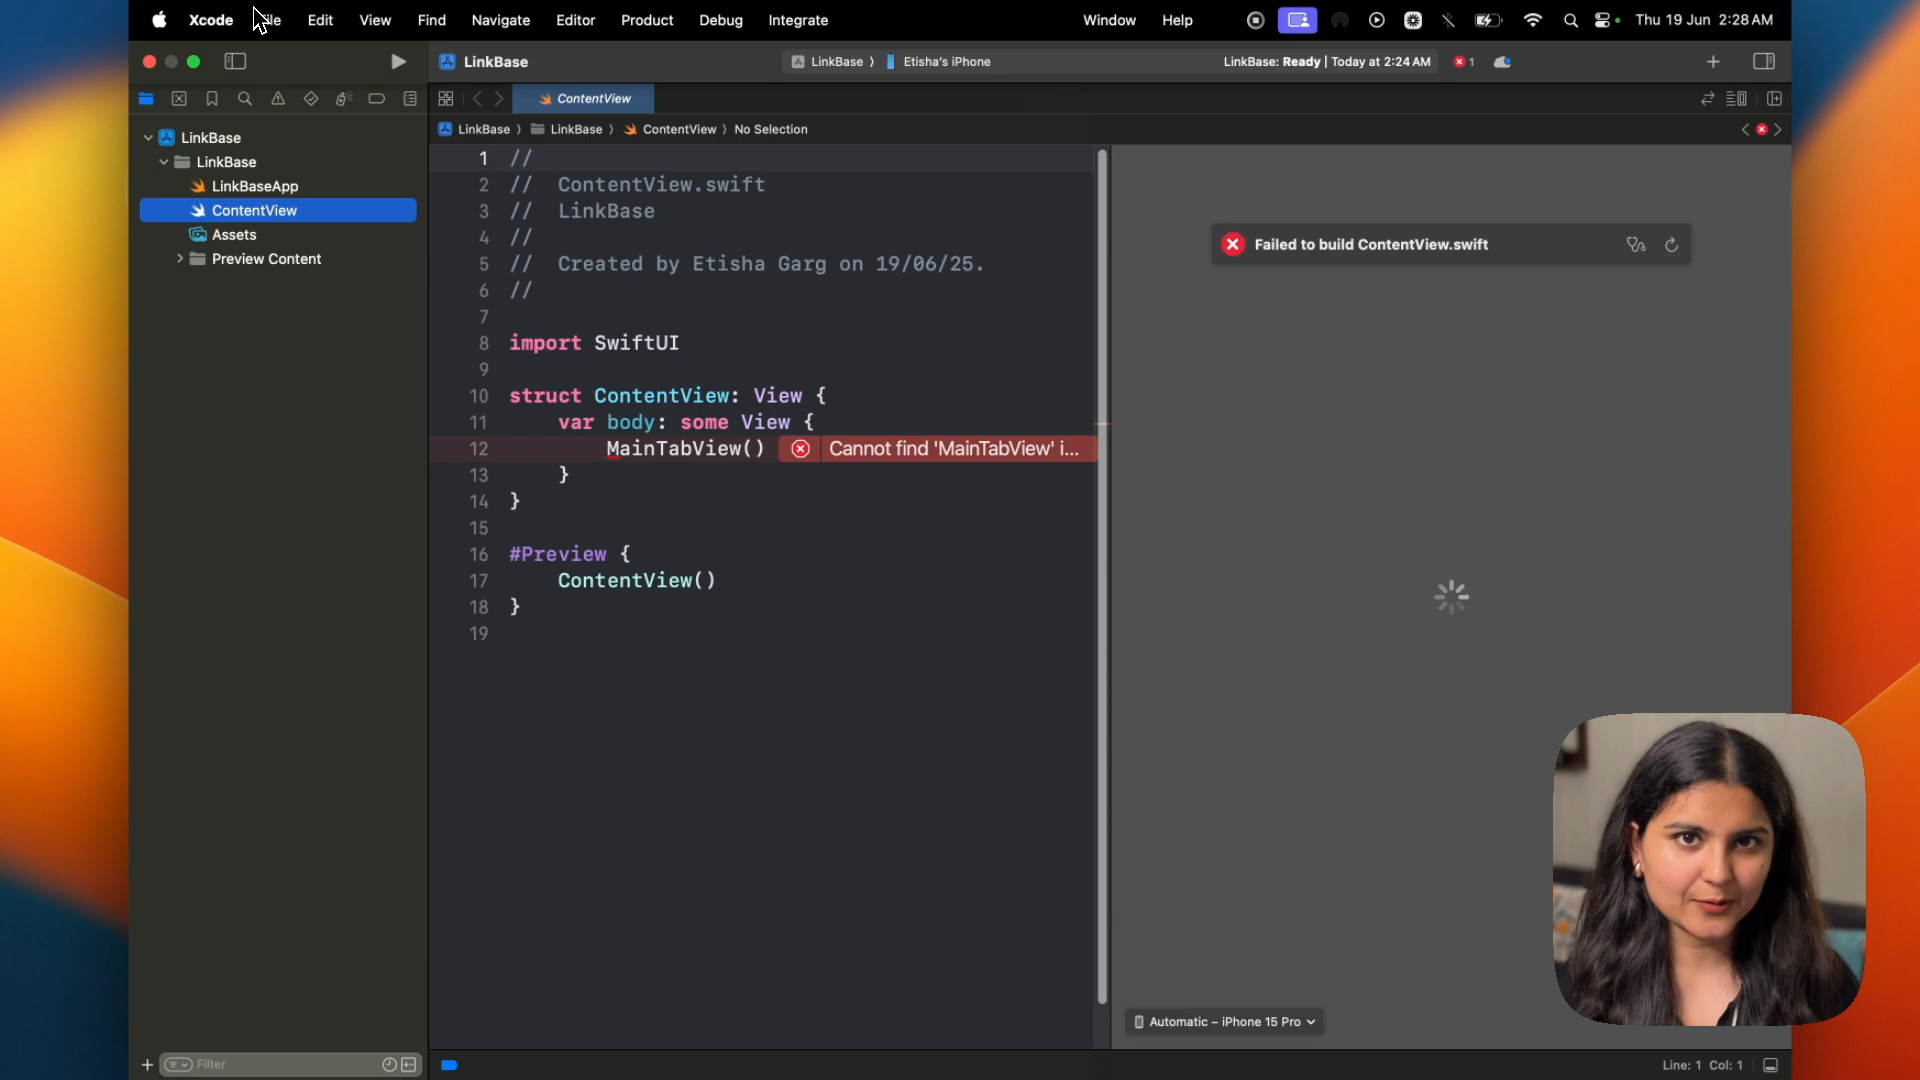 Xcode File Edit View Find Navigate Editor Product Debug Integrate Window Help Thu 19 Jun 2:28 AM
LinkBase LinkBase 〉 Etisha's iPhone LinkBase: Ready | Today at 2:24 AM 1
ContentView
LinkBase 〉 LinkBase 〉 ContentView 〉 No Selection
LinkBase
LinkBase
LinkBaseApp
ContentView
Assets
Preview Content
1 //
2 //  ContentView.swift
3 //  LinkBase
4 //
5 //  Created by Etisha Garg on 19/06/25.
6 //
7
8 import SwiftUI
9
10 struct ContentView: View {
11     var body: some View {
12         MainTabView() Cannot find 'MainTabView' i...
13     }
14 }
15
16 #Preview {
17     ContentView()
18 }
19
Failed to build ContentView.swift
Automatic – iPhone 15 Pro
Filter
Line: 1 Col: 1